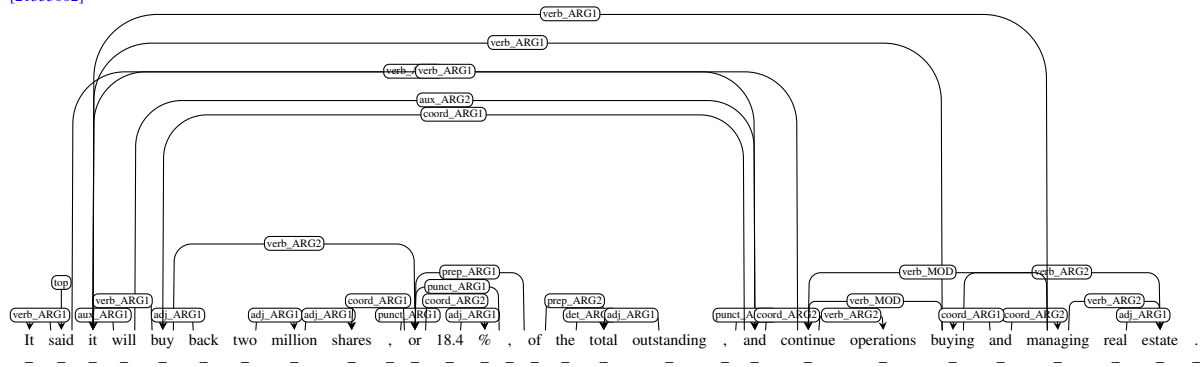 verb_ARG1
verb_ARG1
verb_ARG1
aux_ARG2
coord_ARG1
verb_ARG2
prep_ARG1 verb_MOD verb_ARG2
top punct_ARG1
verb_ARG1 coord_ARG1 coord_ARG2 prep_ARG2 verb_MOD verb_ARG2
verb_ARG1 aux_ARG1 adj_ARG1 adj_ARG1 adj_ARG1 punct_ARG1 adj_ARG1 det_ARG1 adj_ARG1 coord_ARG2 verb_ARG2 coord_ARG1 coord_ARG2 adj_ARG1
It said it will buy back two million shares , or 18.4 % , of the total outstanding , and continue operations buying and managing real estate .
_ _ _ _ _ _ _ _ _ _ _ _ _ _ _ _ _ _ _ _ _ _ _ _ _ _ _ _